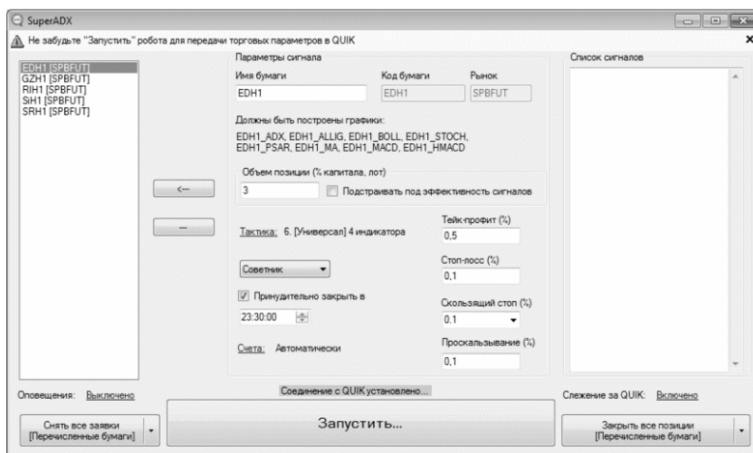 SuperADX
Не забудьте "Запустить" робота для передачи торговых параметров в QUIK
EDH1 [SPBFUT]
GZH1 [SPBFUT]
RIH1 [SPBFUT]
SiH1 [SPBFUT]
SRH1 [SPBFUT]
<--
--
Параметры сигнала
Имя бумаги Код бумаги Рынок
EDH1 EDH1 SPBFUT
Должны быть построены графики:
EDH1_ADX, EDH1_ALLIG, EDH1_BOLL, EDH1_STOCH,
EDH1_PSAR, EDH1_MA, EDH1_MACD, EDH1_HMACD
Объем позиции (% капитала, лот)
3 Подстраивать под эффективность сигналов
Тактика: 6. [Универсал] 4 индикатора
Советник
Принудительно закрыть в
23:30:00
Счета: Автоматически
Тейк-профит (%)
0,5
Стоп-лосс (%)
0,1
Скользящий стоп (%)
0.1
Проскальзывание (%)
0,1
Список сигналов
Оповещения: Выключено
Соединение с QUIK установлено...
Слежение за QUIK: Включено
Снять все заявки
[Перечисленные бумаги]
Запустить...
Закрыть все позиции
[Перечисленные бумаги]